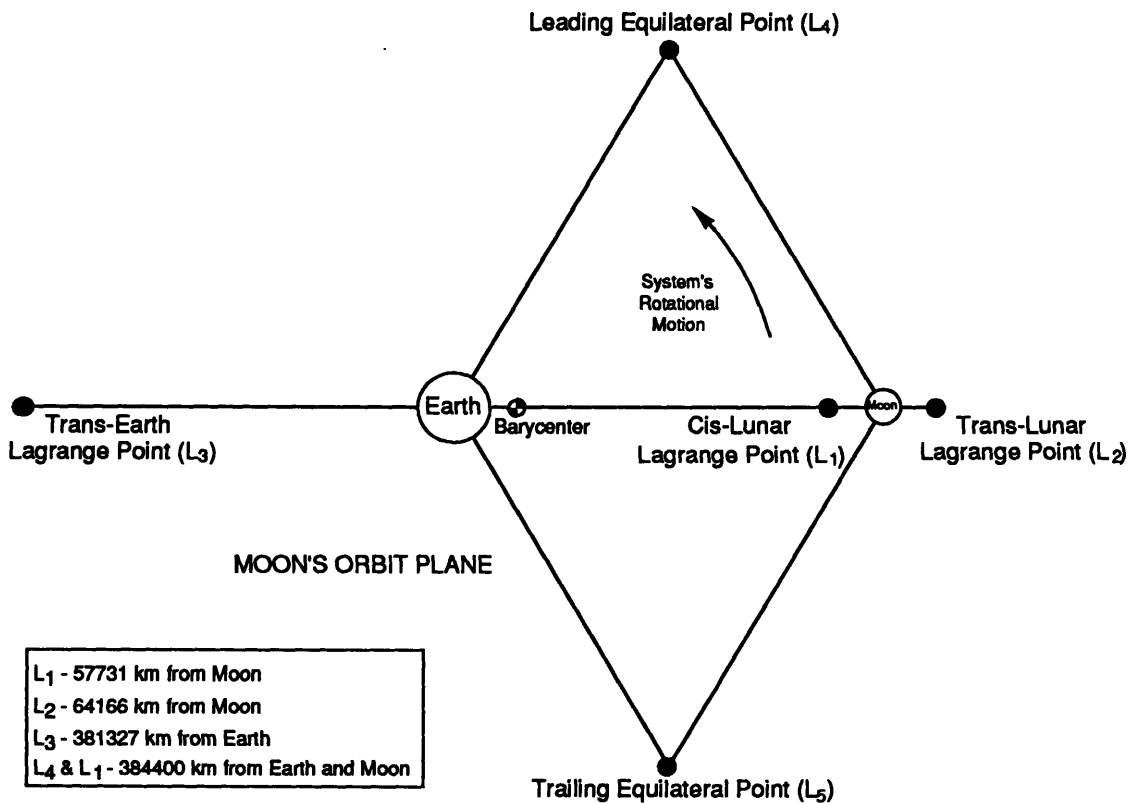 Leading Equilateral Point (L4)
System's
Rotational
Motion
Earth
Moon
Barycenter
Trans-Earth
Lagrange Point (L3)
Cis-Lunar
Lagrange Point (L1)
Trans-Lunar
Lagrange Point (L2)
MOON'S ORBIT PLANE
L1 - 57731 km from Moon
L2 - 64166 km from Moon
L3 - 381327 km from Earth
L4 & L1 - 384400 km from Earth and Moon
Trailing Equilateral Point (L5)